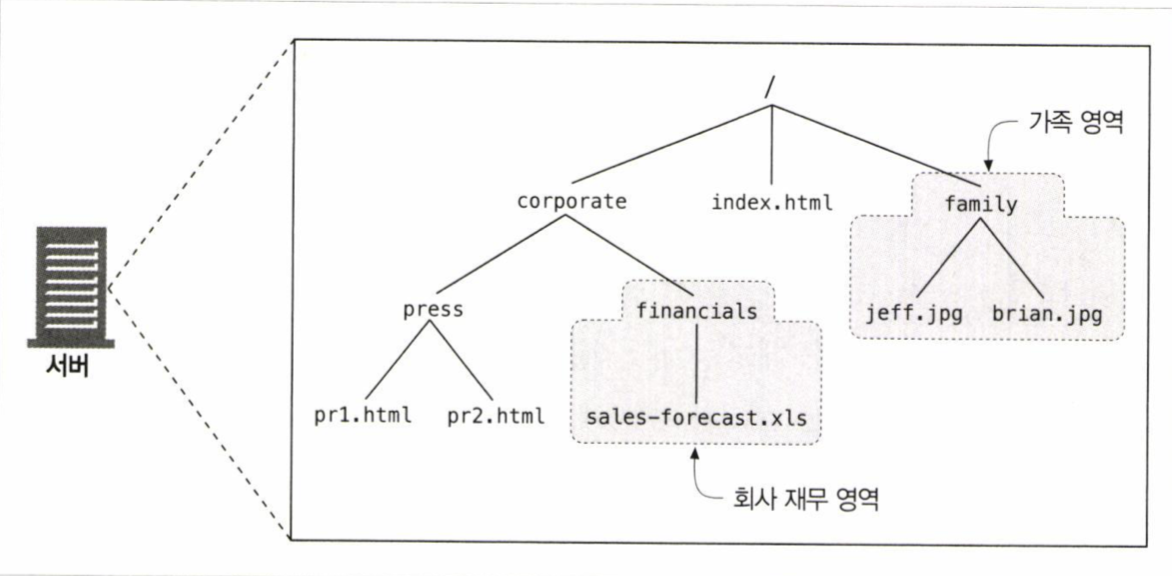 /
가족 영역
corporate
index.html
family
press
financials
jeff.jpg brian.jpg
서버
pr1.html pr2.html
sales-forecast.xls
회사 재무 영역